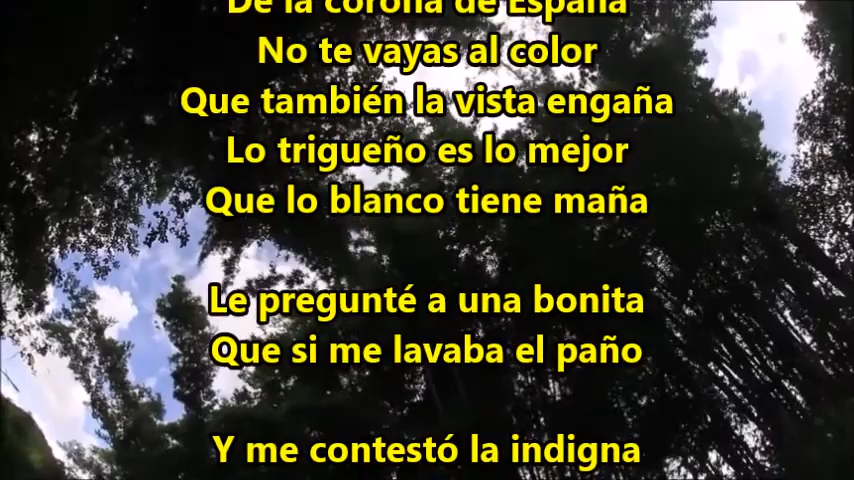 De la corona de España
No te vayas al color
Que también la vista engaña
Lo trigueño es lo mejor
Que lo blanco tiene maña
Le pregunté a una bonita
Que si me lavaba el paño
Y me contestó la indigna